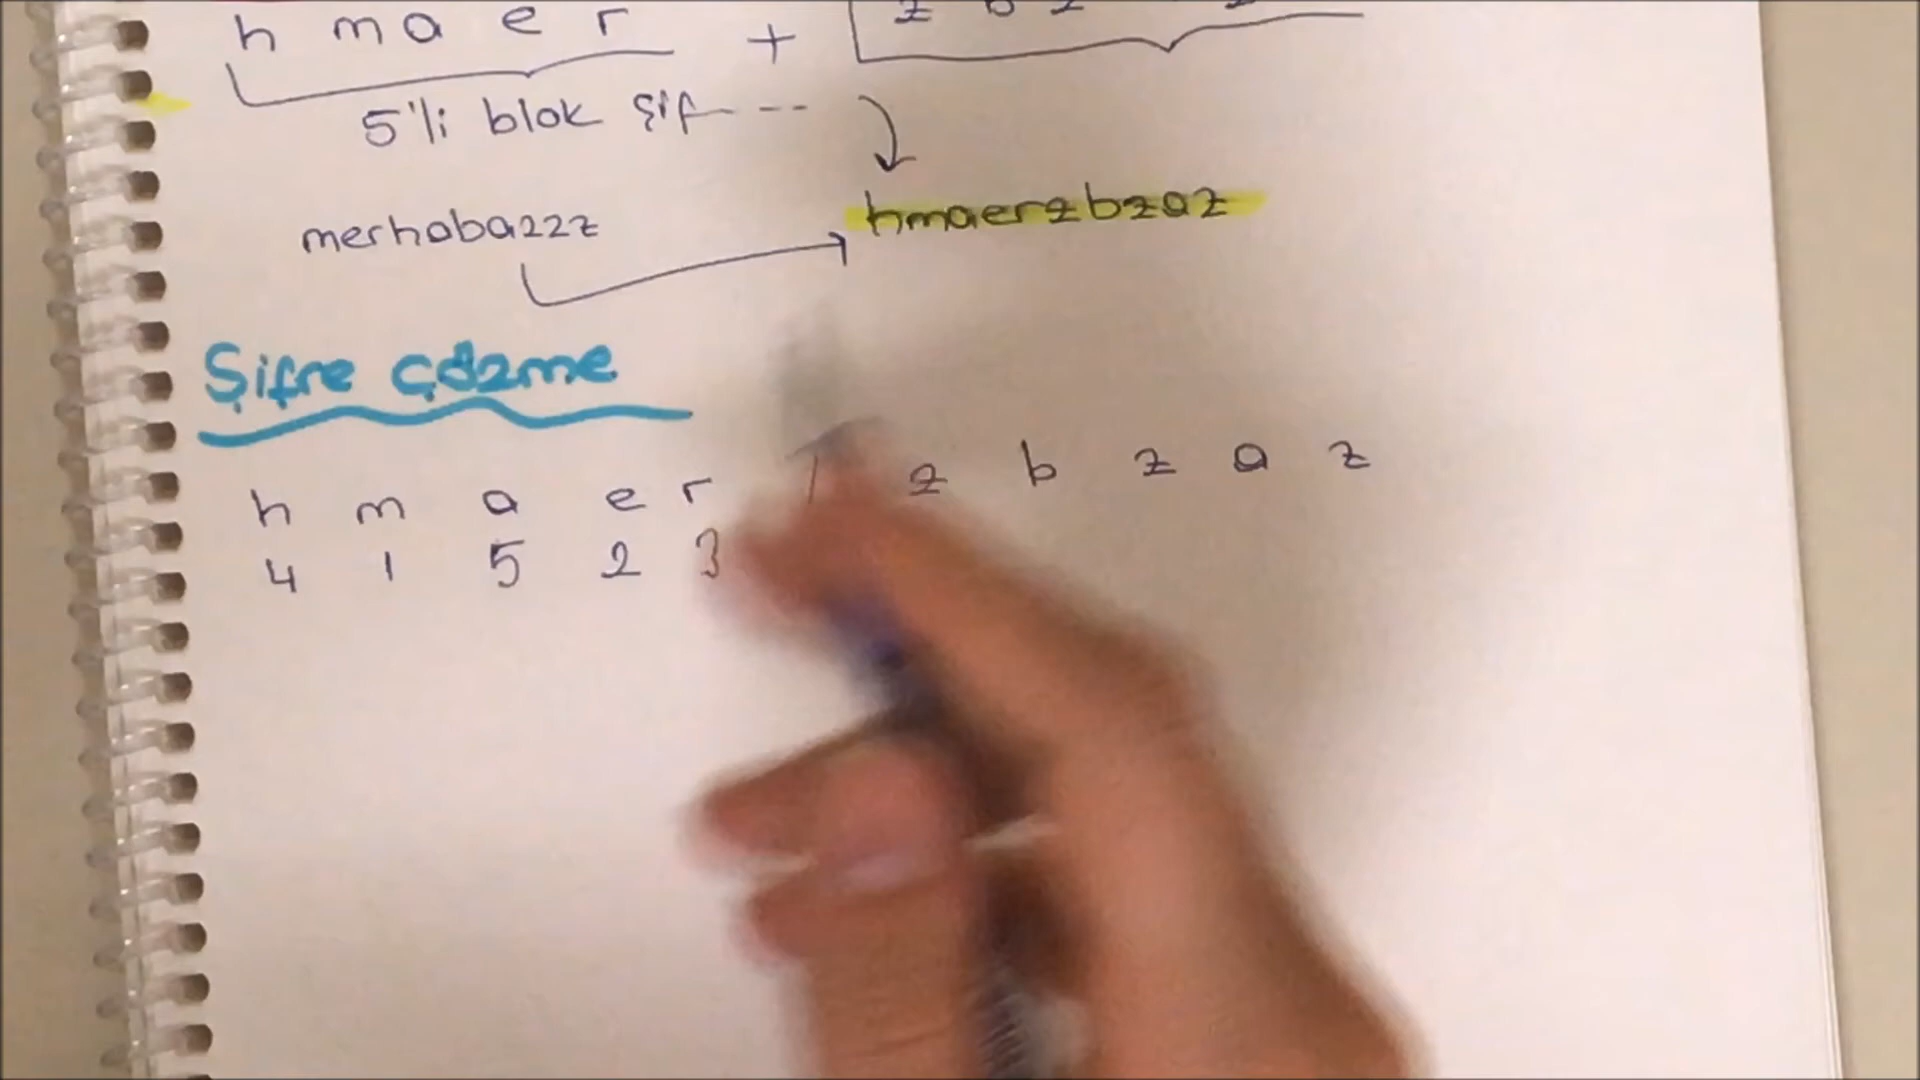 h m a e r + z b z
5'li blok şif---
merhabazzz hmaerzbzaz
Şifre Çözme
h m a e r z b z a z
4 1 5 2 3